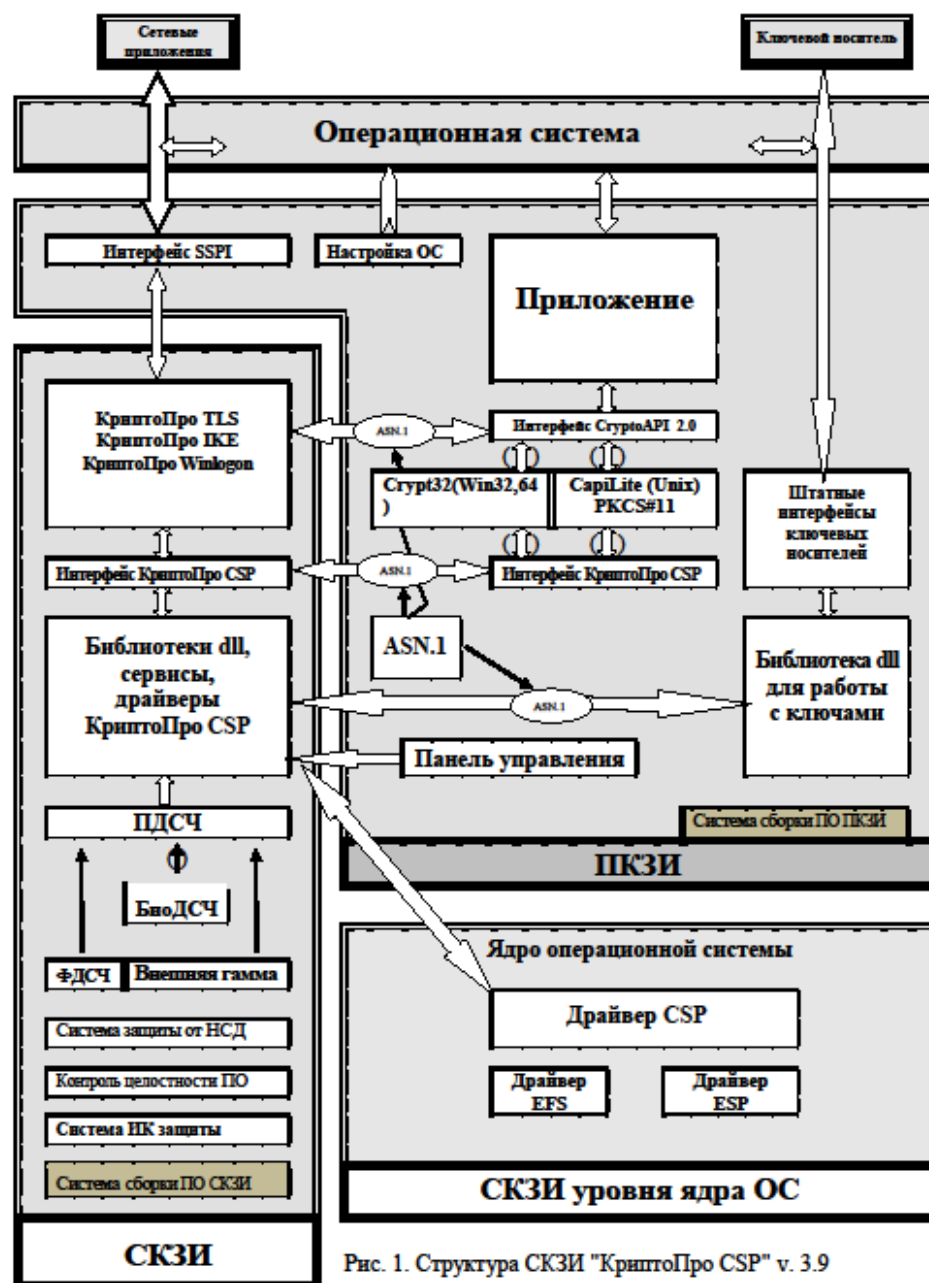 Сетевые
приложения
Ключевой носитель
Операционная система
Интерфейс SSPI
Настройка ОС
Приложение
КриптоПро TLS
КриптоПро IKE
КриптоПро Winlogon
ASN.1
Интерфейс CryptoAPI 2.0
Crypt32(Win32,64
)
CapiLite (Unix)
PKCS#11
Штатные
интерфейсы
ключевых
носителей
Интерфейс КриптоПро CSP
ASN.1
Интерфейс КриптоПро CSP
Библиотеки dll,
сервисы,
драйверы
КриптоПро CSP
ASN.1
ASN.1
Библиотека dll
для работы
с ключами
Панель управления
ПДСЧ
Система сборки ПО ПКЗИ
ПКЗИ
БиоДСЧ
ФДСЧ
Внешняя гамма
Ядро операционной системы
Драйвер CSP
Система защиты от НСД
Контроль целостности ПО
Драйвер
EFS
Драйвер
ESP
Система ИК защиты
Система сборки ПО СКЗИ
СКЗИ уровня ядра ОС
СКЗИ
Рис. 1. Структура СКЗИ "КриптоПро CSP" v. 3.9